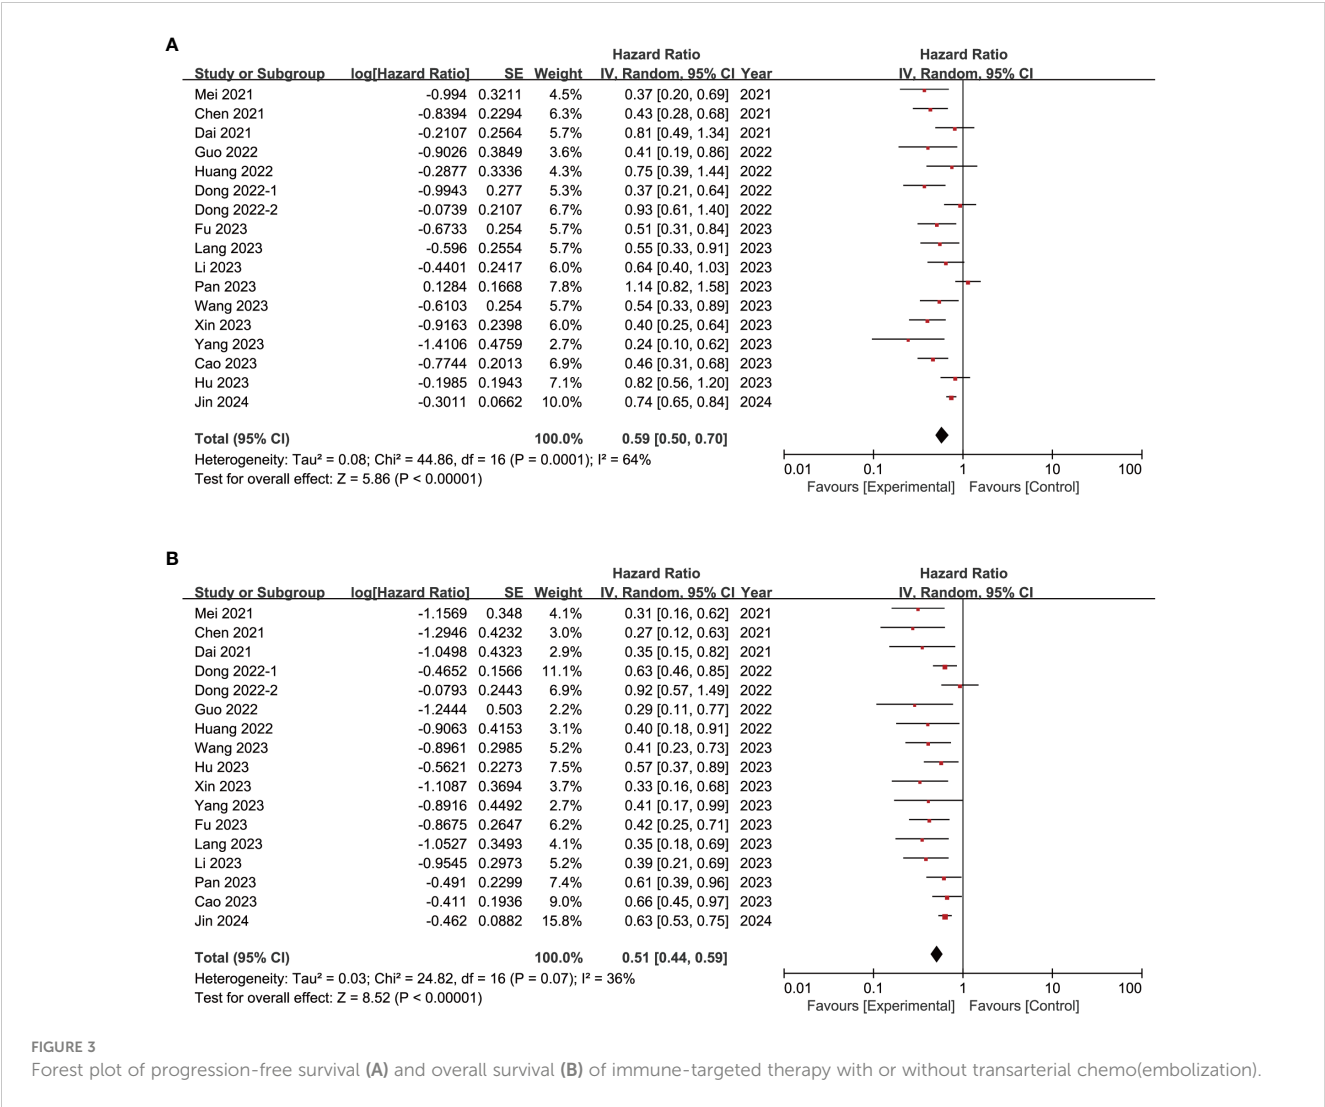 A
Hazard Ratio Hazard Ratio
Study or Subgroup log[Hazard Ratio] SE Weight IV, Random, 95% CI Year IV, Random, 95% CI
Mei 2021 -0.994 0.3211 4.5% 0.37 [0.20, 0.69] 2021
Chen 2021 -0.8394 0.2294 6.3% 0.43 [0.28, 0.68] 2021
Dai 2021 -0.2107 0.2564 5.7% 0.81 [0.49, 1.34] 2021
Guo 2022 -0.9026 0.3849 3.6% 0.41 [0.19, 0.86] 2022
Huang 2022 -0.2877 0.3336 4.3% 0.75 [0.39, 1.44] 2022
Dong 2022-1 -0.9943 0.277 5.3% 0.37 [0.21, 0.64] 2022
Dong 2022-2 -0.0739 0.2107 6.7% 0.93 [0.61, 1.40] 2022
Fu 2023 -0.6733 0.254 5.7% 0.51 [0.31, 0.84] 2023
Lang 2023 -0.596 0.2554 5.7% 0.55 [0.33, 0.91] 2023
Li 2023 -0.4401 0.2417 6.0% 0.64 [0.40, 1.03] 2023
Pan 2023 0.1284 0.1668 7.8% 1.14 [0.82, 1.58] 2023
Wang 2023 -0.6103 0.254 5.7% 0.54 [0.33, 0.89] 2023
Xin 2023 -0.9163 0.2398 6.0% 0.40 [0.25, 0.64] 2023
Yang 2023 -1.4106 0.4759 2.7% 0.24 [0.10, 0.62] 2023
Cao 2023 -0.7744 0.2013 6.9% 0.46 [0.31, 0.68] 2023
Hu 2023 -0.1985 0.1943 7.1% 0.82 [0.56, 1.20] 2023
Jin 2024 -0.3011 0.0662 10.0% 0.74 [0.65, 0.84] 2024
Total (95% CI) 100.0% 0.59 [0.50, 0.70]
Heterogeneity: Tau² = 0.08; Chi² = 44.86, df = 16 (P = 0.0001); I² = 64%
Test for overall effect: Z = 5.86 (P < 0.00001)
0.01 0.1 1 10 100
Favours [Experimental] Favours [Control]
B
Hazard Ratio Hazard Ratio
Study or Subgroup log[Hazard Ratio] SE Weight IV, Random, 95% CI Year IV, Random, 95% CI
Mei 2021 -1.1569 0.348 4.1% 0.31 [0.16, 0.62] 2021
Chen 2021 -1.2946 0.4232 3.0% 0.27 [0.12, 0.63] 2021
Dai 2021 -1.0498 0.4323 2.9% 0.35 [0.15, 0.82] 2021
Dong 2022-1 -0.4652 0.1566 11.1% 0.63 [0.46, 0.85] 2022
Dong 2022-2 -0.0793 0.2443 6.9% 0.92 [0.57, 1.49] 2022
Guo 2022 -1.2444 0.503 2.2% 0.29 [0.11, 0.77] 2022
Huang 2022 -0.9063 0.4153 3.1% 0.40 [0.18, 0.91] 2022
Wang 2023 -0.8961 0.2985 5.2% 0.41 [0.23, 0.73] 2023
Hu 2023 -0.5621 0.2273 7.5% 0.57 [0.37, 0.89] 2023
Xin 2023 -1.1087 0.3694 3.7% 0.33 [0.16, 0.68] 2023
Yang 2023 -0.8916 0.4492 2.7% 0.41 [0.17, 0.99] 2023
Fu 2023 -0.8675 0.2647 6.2% 0.42 [0.25, 0.71] 2023
Lang 2023 -1.0527 0.3493 4.1% 0.35 [0.18, 0.69] 2023
Li 2023 -0.9545 0.2973 5.2% 0.39 [0.21, 0.69] 2023
Pan 2023 -0.491 0.2299 7.4% 0.61 [0.39, 0.96] 2023
Cao 2023 -0.411 0.1936 9.0% 0.66 [0.45, 0.97] 2023
Jin 2024 -0.462 0.0882 15.8% 0.63 [0.53, 0.75] 2024
Total (95% CI) 100.0% 0.51 [0.44, 0.59]
Heterogeneity: Tau² = 0.03; Chi² = 24.82, df = 16 (P = 0.07); I² = 36%
Test for overall effect: Z = 8.52 (P < 0.00001)
0.01 0.1 1 10 100
Favours [Experimental] Favours [Control]
FIGURE 3
Forest plot of progression-free survival (A) and overall survival (B) of immune-targeted therapy with or without transarterial chemo(embolization).